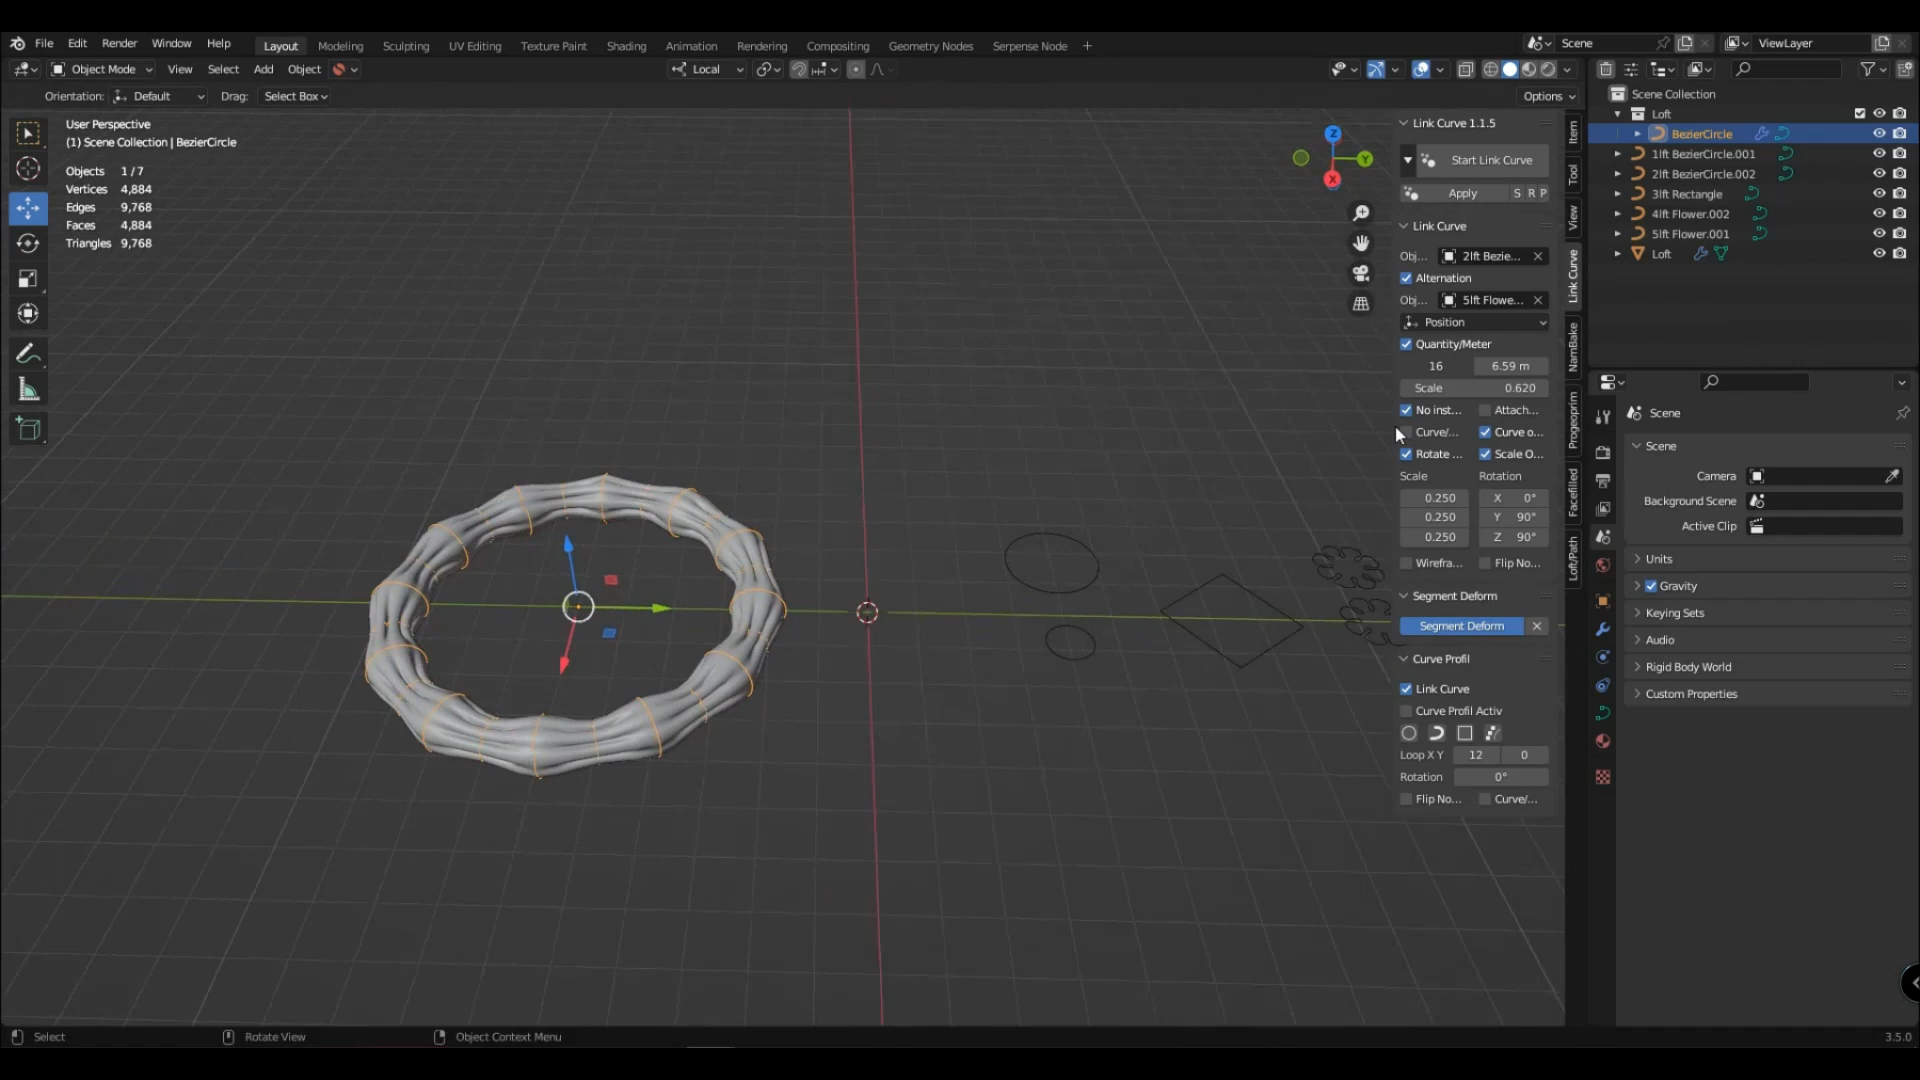 File Edit Render Window Help Layout Modeling Sculpting UV Editing Texture Paint Shading Animation Rendering Compositing Geometry Nodes Serpense Node + Scene ViewLayer
Object Mode View Select Add Object Local
Orientation: Default Drag: Select Box Options
User Perspective
(1) Scene Collection | BezierCircle
Objects 1/7
Vertices 4,884
Edges 9,768
Faces 4,884
Triangles 9,768
Z
Y
X
Link Curve 1.1.5
Start Link Curve
Apply S R P
Link Curve
Obj... 2lft Bezie...
Alternation
Obj... 5lft Flowe...
Position
Quantity/Meter
16 6.59 m
Scale 0.620
No inst... Attach...
Curve/... Curve o...
Rotate ... Scale O...
Scale Rotation
0.250 X 0°
0.250 Y 90°
0.250 Z 90°
Wirefra... Flip No...
Segment Deform
Segment Deform
Curve Profil
Link Curve
Curve Profil Activ
Loop X Y 12 0
Rotation 0°
Flip No... Curve/...
Item
Tool
View
Link Curve
NamBake
Progeoprim
Facefilled
Loft/Path
Scene Collection
Loft
BezierCircle
1lft BezierCircle.001
2lft BezierCircle.002
3lft Rectangle
4lft Flower.002
5lft Flower.001
Loft
Scene
Scene
Camera
Background Scene
Active Clip
Units
Gravity
Keying Sets
Audio
Rigid Body World
Custom Properties
Select Rotate View Object Context Menu 3.5.0